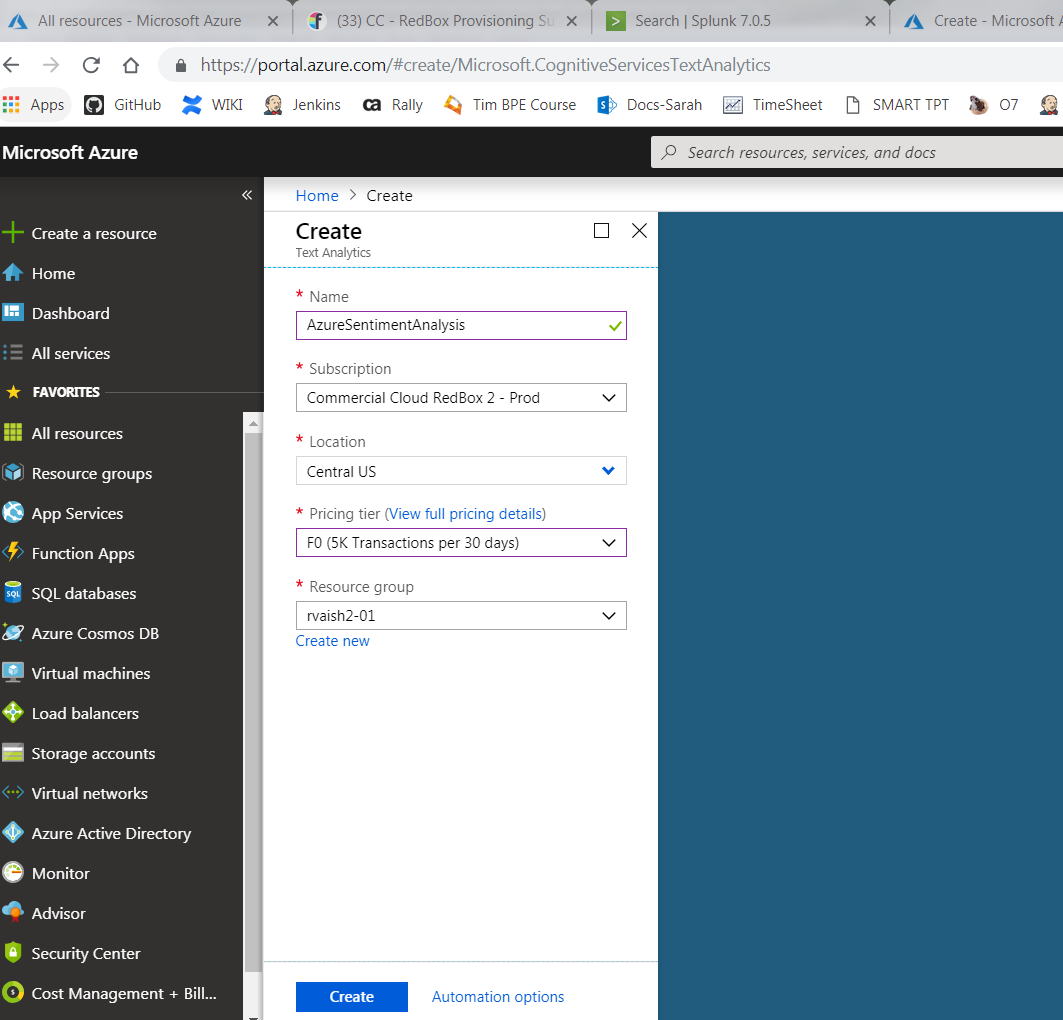 All resources - Microsoft Azure
(33) CC - RedBox Provisioning Su
Search | Splunk 7.0.5
Create - Microsoft A
https://portal.azure.com/#create/Microsoft.CognitiveServicesTextAnalytics
Apps GitHub WIKI Jenkins ca Rally Tim BPE Course Docs-Sarah TimeSheet SMART TPT O7
Microsoft Azure
Search resources, services, and docs
«
Create a resource
Home
Dashboard
All services
FAVORITES
All resources
Resource groups
App Services
Function Apps
SQL databases
Azure Cosmos DB
Virtual machines
Load balancers
Storage accounts
Virtual networks
Azure Active Directory
Monitor
Advisor
Security Center
Cost Management + Bill...
Home > Create
Create
Text Analytics
* Name
AzureSentimentAnalysis
* Subscription
Commercial Cloud RedBox 2 - Prod
* Location
Central US
* Pricing tier (View full pricing details)
F0 (5K Transactions per 30 days)
* Resource group
rvaish2-01
Create new
Create Automation options